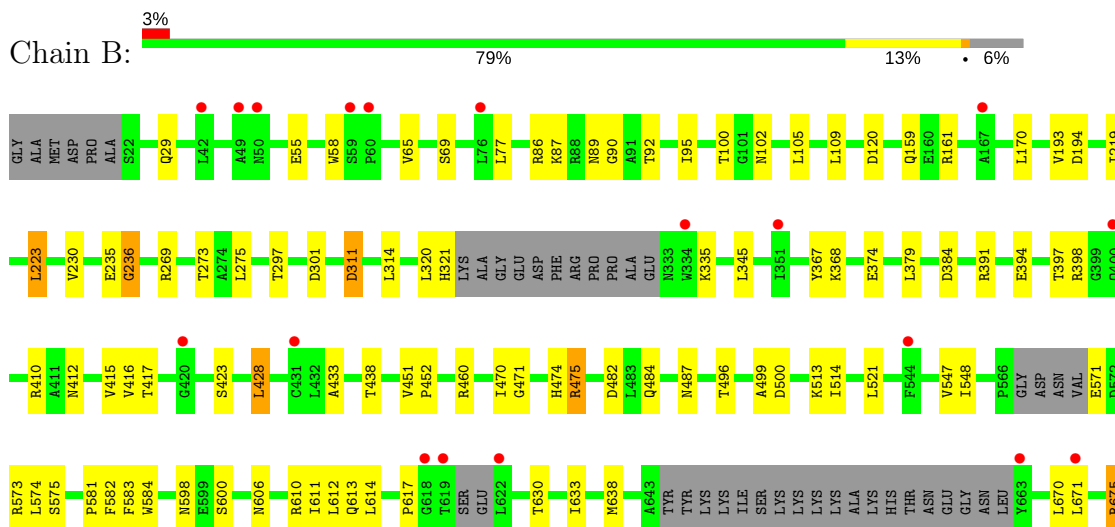 3%
Chain B:
79% 13% • 6%
GLY ALA MET ASP PRO ALA S22 Q29 L42 A49 N50 E55 W58 S59 P60 V65 S69 L76 L77 R86 K87 R88 N89 G90 A91 T92 I95 T100 G101 N102 L105 L109 D120 Q159 E160 R161 A167 L170 V193 D194
L223 V230 E235 G236 R269 T273 A274 L275 T297 D301 D311 L314 L320 H321 LYS ALA GLY GLU ASP PHE ARG PRO PRO ALA GLU N333 W334 K335 L345 I351 Y367 K368 E374 L379 D384 R391 E394 T397 R398 G399
R410 A411 N412 V415 V416 T417 G420 S423 L428 C431 L432 A433 T438 V451 P452 R460 I470 G471 H474 R475 D482 L483 Q484 N487 T496 A499 D500 K513 I514 L521 F544 V547 I548 P566 GLY ASP ASN VAL E571
R573 L574 S575 P581 F582 F583 W584 N598 E599 S600 N606 R610 I611 L612 Q613 L614 P617 G618 T619 SER GLU L622 T630 I633 M638 A643 TYR TYR LYS LYS ILE SER LYS LYS LYS LYS ALA LYS HIS THR ASN GLU GLY ASN LEU Y663 L670 L671